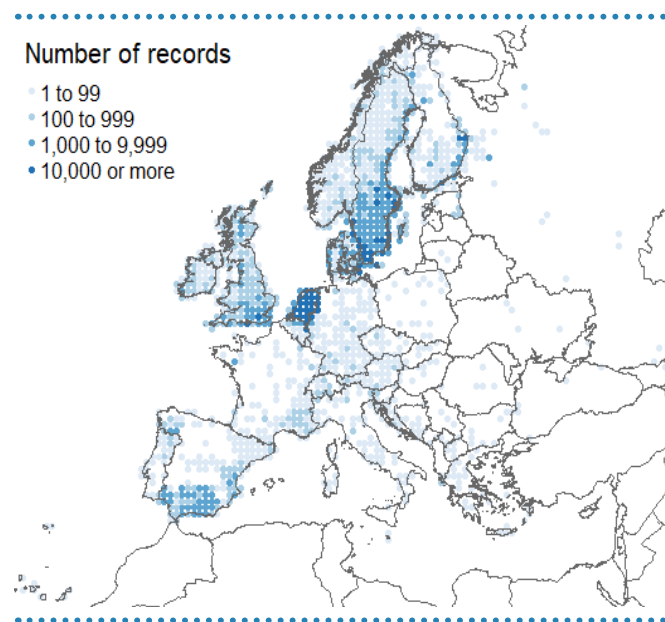 Number of records
1 to 99
100 to 999
1,000 to 9,999
10,000 or more